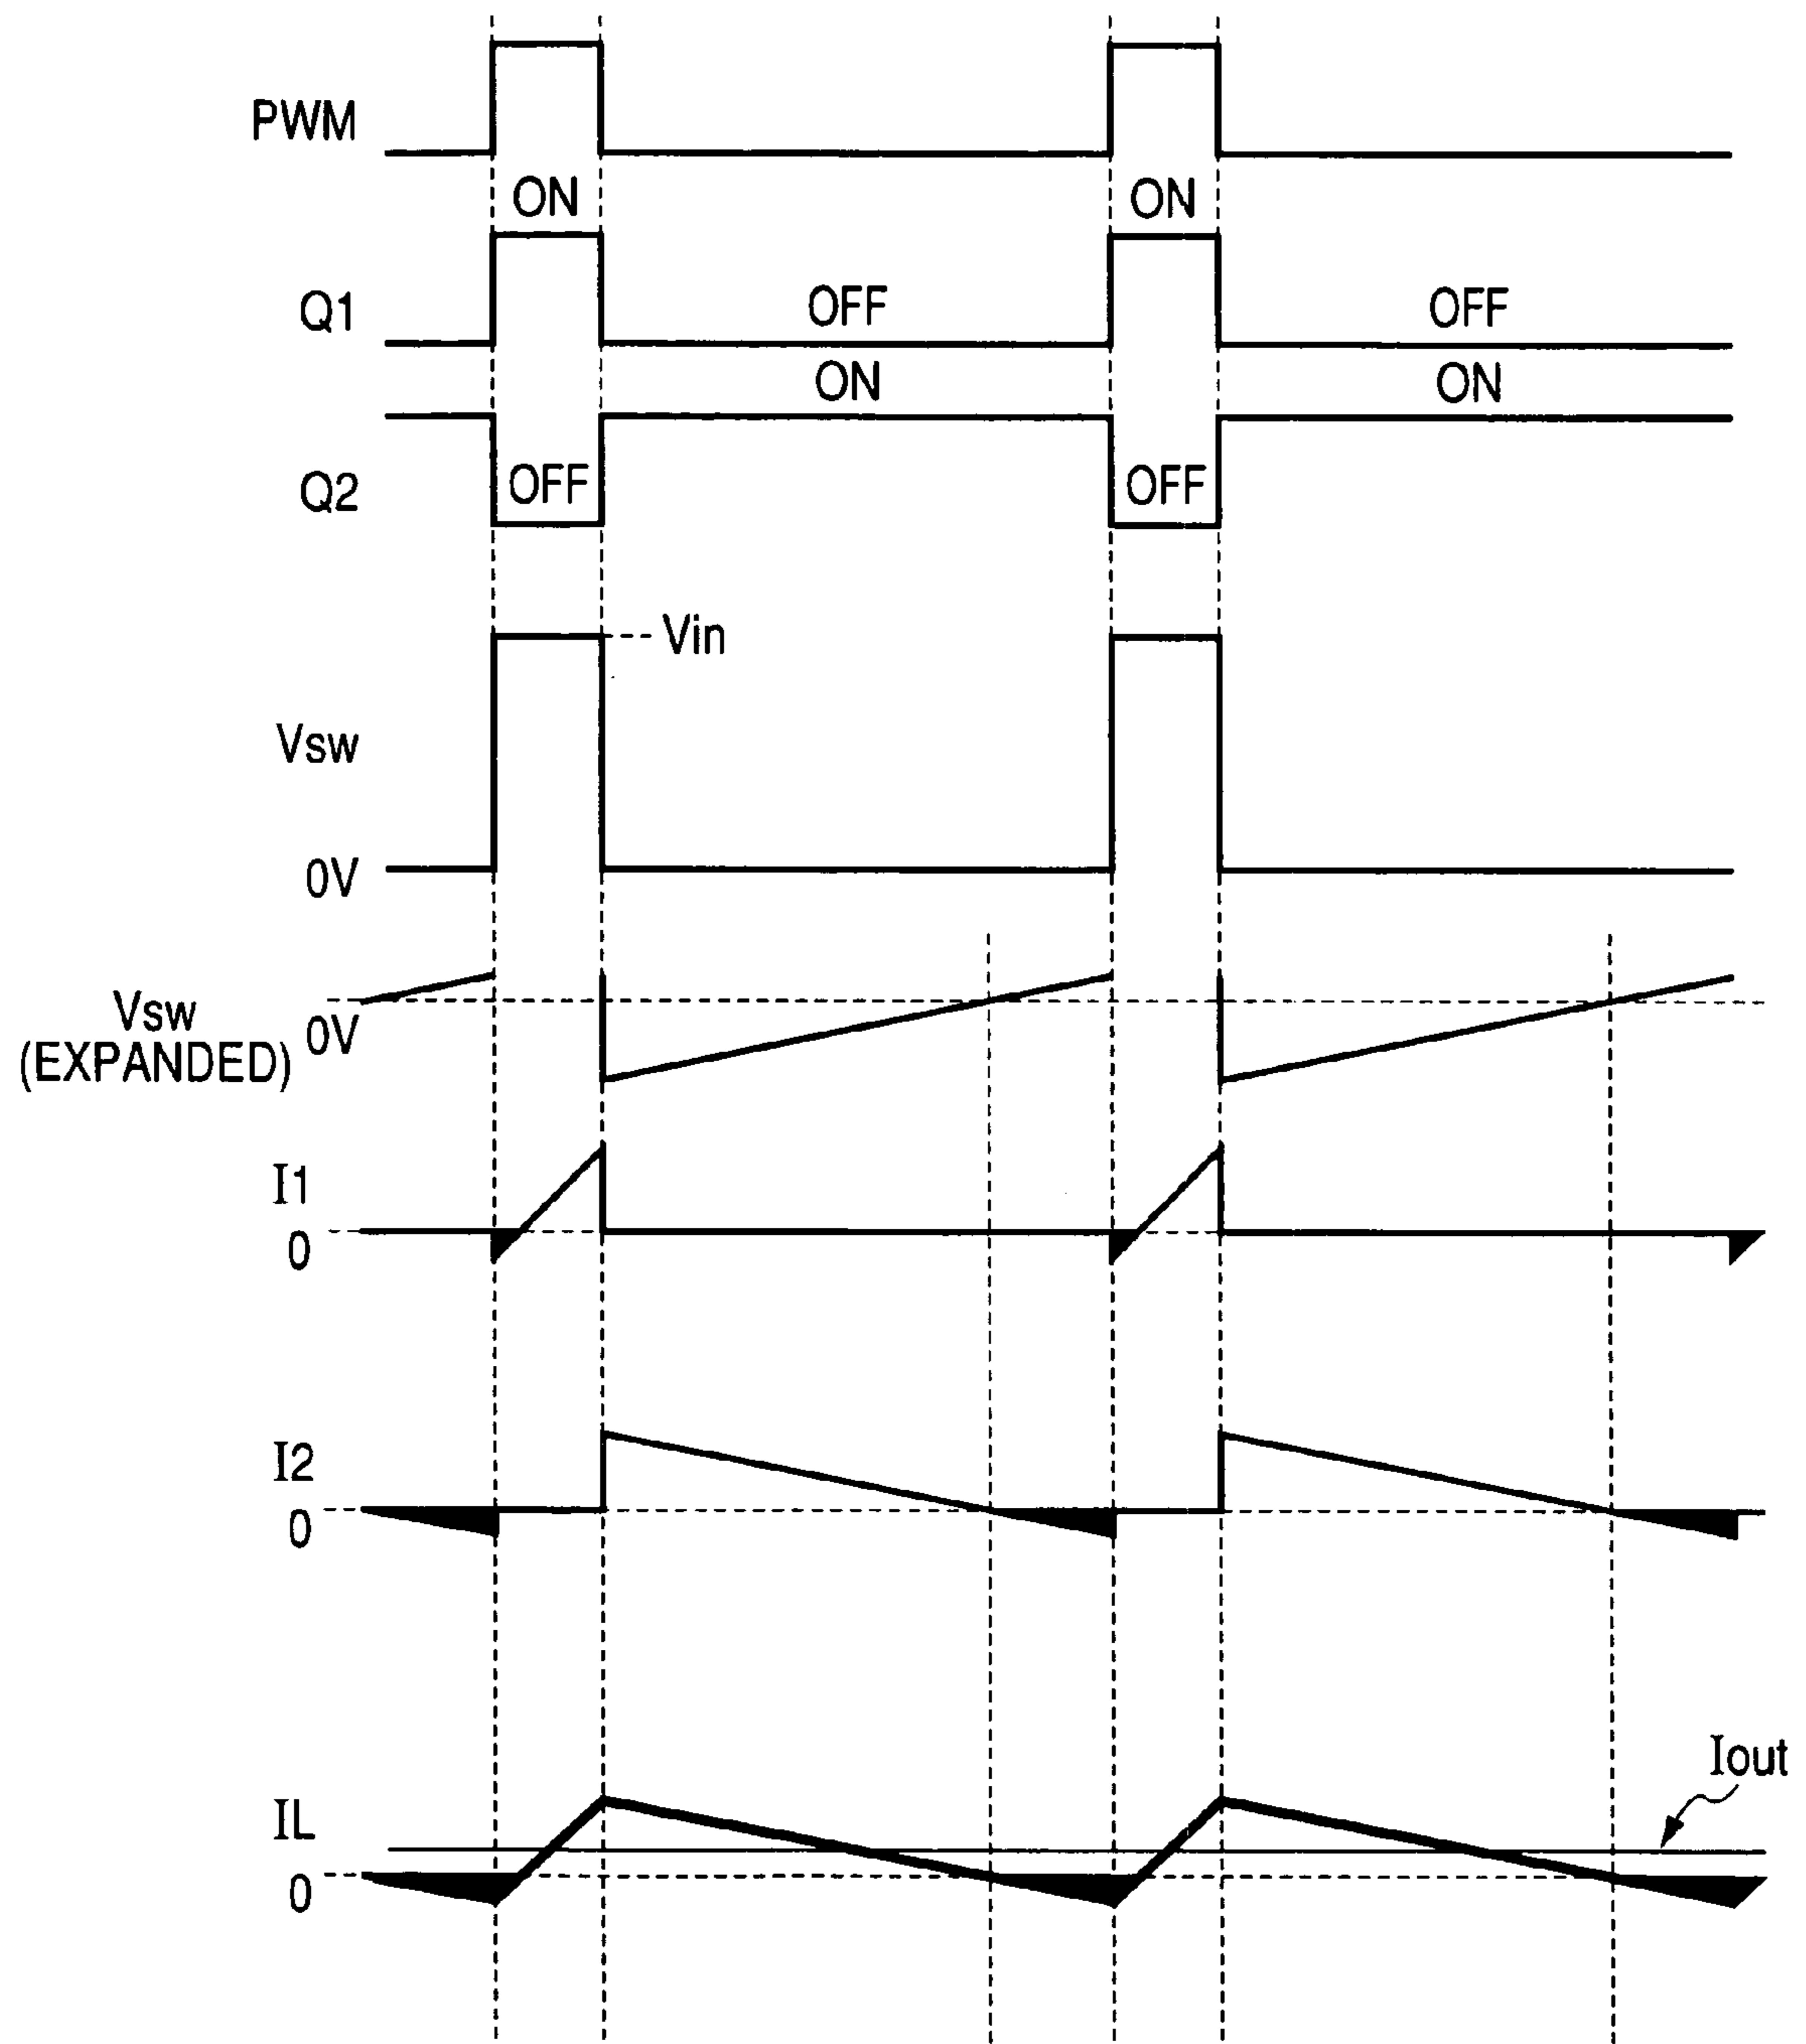 PWM
ON ON
Q1 OFF OFF
ON ON
Q2 OFF OFF
Vin
Vsw
0V
Vsw
(EXPANDED) 0V
I1
0
I2
0
Iout
IL
0